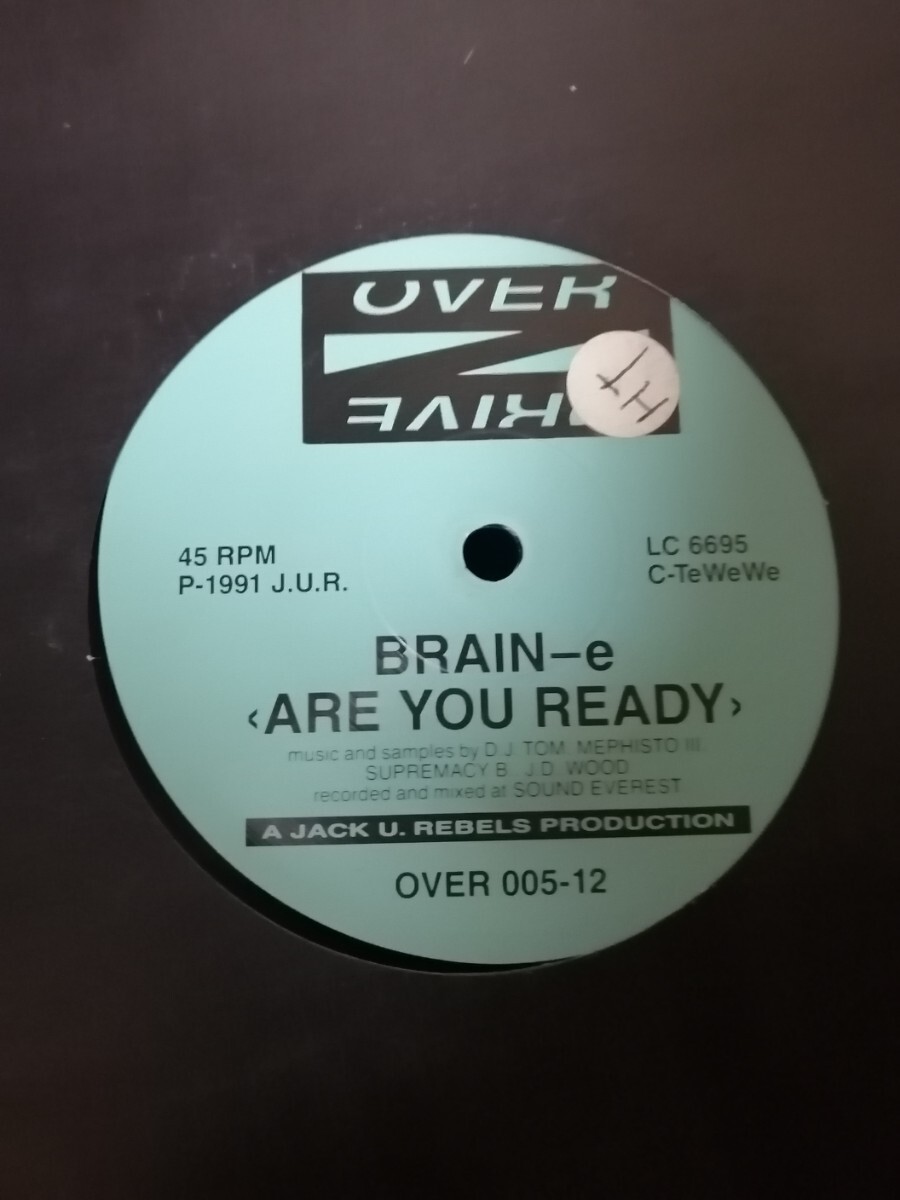 OVER
DRIVE
HT
45 RPM
P-1991 J.U.R.
LC 6695
C-TeWeWe
BRAIN-e
‹ARE YOU READY›
music and samples by D.J. TOM, MEPHISTO III,
SUPREMACY B., J.D. WOOD
recorded and mixed at SOUND EVEREST
A JACK U. REBELS PRODUCTION
OVER 005-12